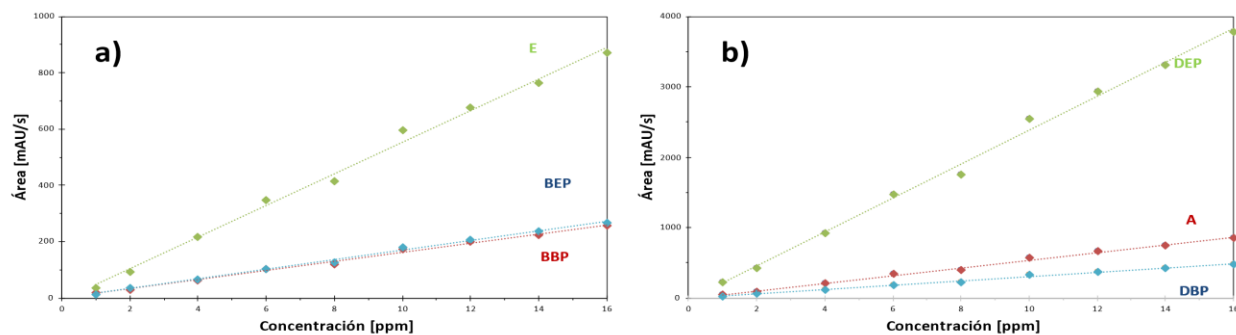 a)
1000
800
600
400
200
0
0 2 4 6 8 10 12 14 16
Área [mAU/s]
Concentración [ppm]
E
BEP
BBP
b)
4000
3000
2000
1000
0
0 2 4 6 8 10 12 14 16
Área [mAU/s]
Concentración [ppm]
DEP
A
DBP